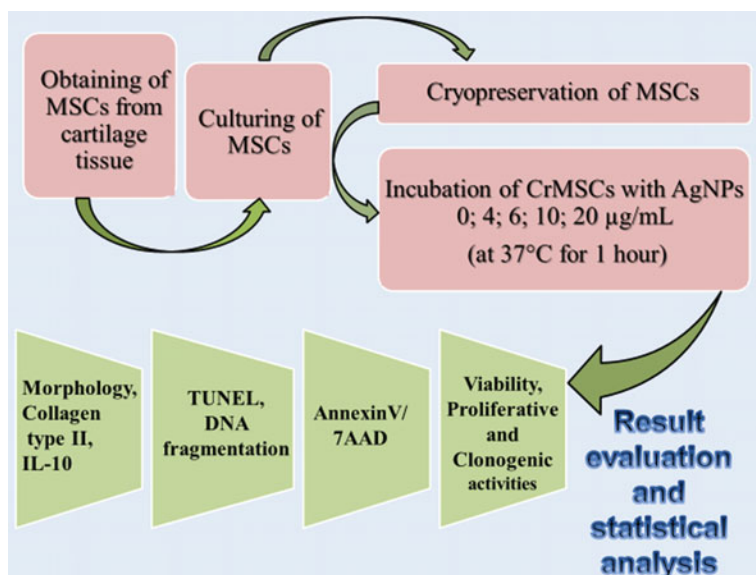 Obtaining of
MSCs from
cartilage
tissue
Culturing of
MSCs
Cryopreservation of MSCs
Incubation of CrMSCs with AgNPs
0; 4; 6; 10; 20 µg/mL
(at 37°C for 1 hour)
Morphology,
Collagen
type II,
IL-10
TUNEL,
DNA
fragmentation
AnnexinV/
7AAD
Viability,
Proliferative
and
Clonogenic
activities
Result
evaluation
and
statistical
analysis